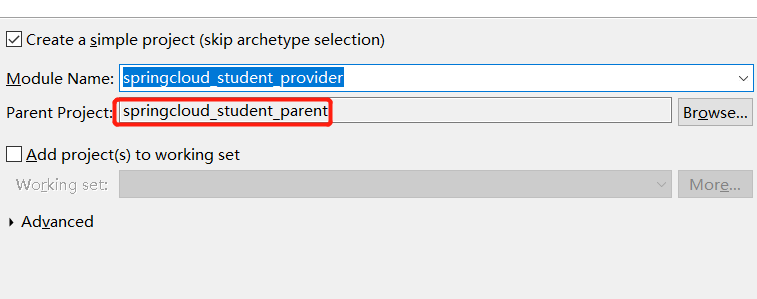 Create a simple project (skip archetype selection)
Module Name: springcloud_student_provider
Parent Project: springcloud_student_parent Browse...
Add project(s) to working set
Working set: More...
Advanced